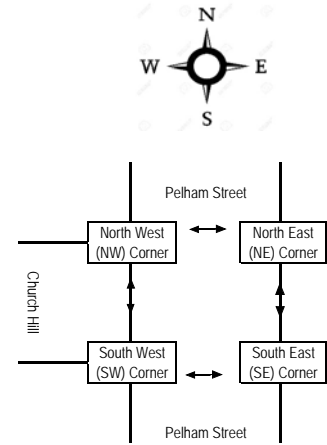 N
W E
S
Pelham Street
North West
(NW) Corner
North East
(NE) Corner
Church Hill
South West
(SW) Corner
South East
(SE) Corner
Pelham Street